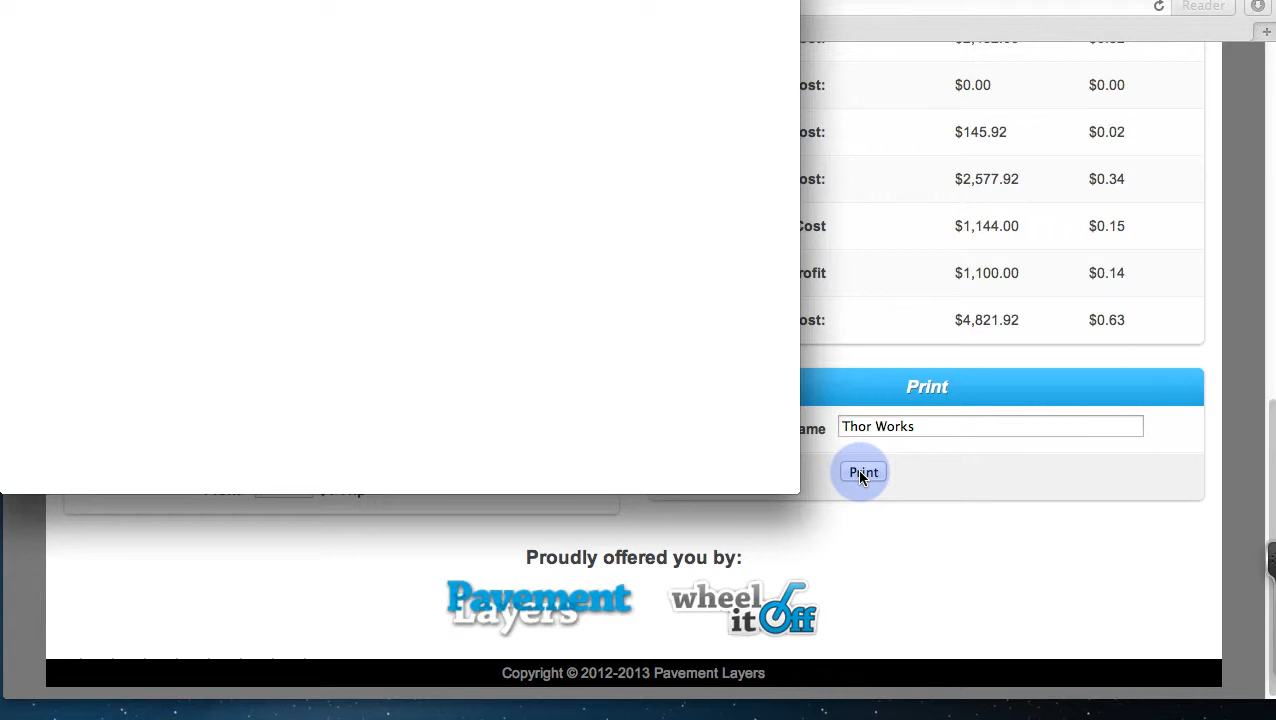 Reader
ost: $0.00 $0.00
ost: $145.92 $0.02
ost: $2,577.92 $0.34
Cost $1,144.00 $0.15
rofit $1,100.00 $0.14
ost: $4,821.92 $0.63
Print
ame Thor Works
Print
Proudly offered you by:
Pavement Layers
wheel it Off
Copyright © 2012-2013 Pavement Layers